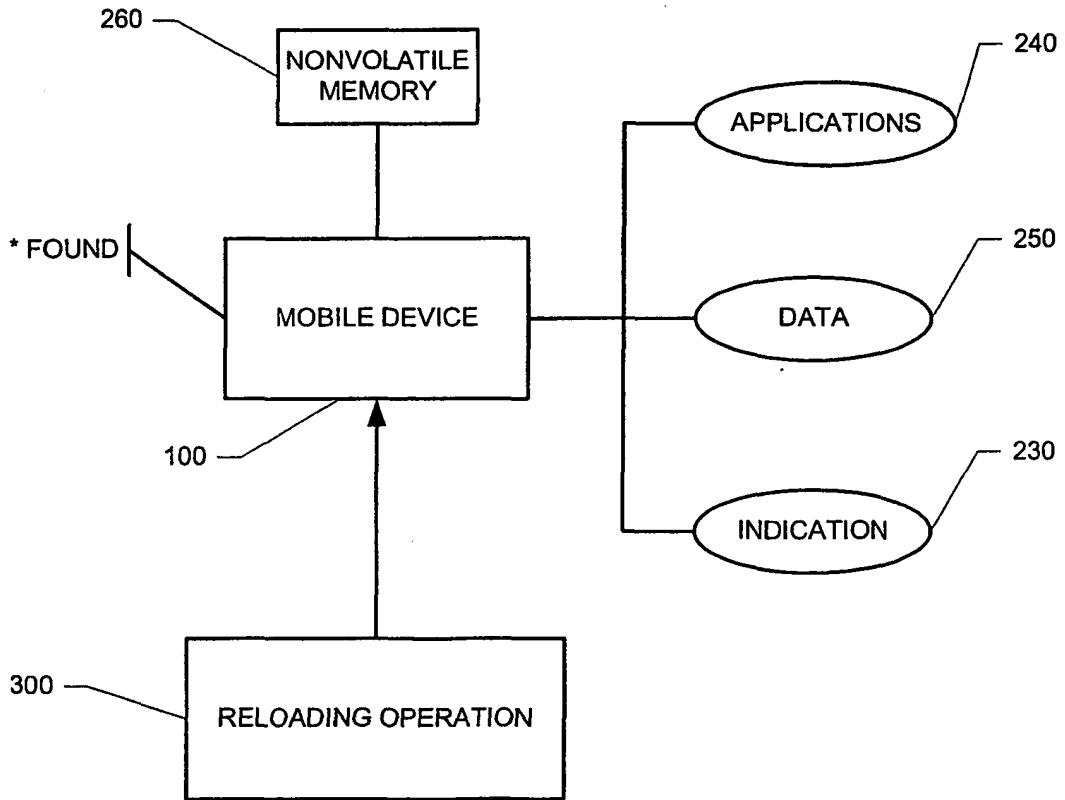 260
NONVOLATILE
MEMORY
240
APPLICATIONS
* FOUND
250
MOBILE DEVICE
DATA
100
230
INDICATION
300
RELOADING OPERATION